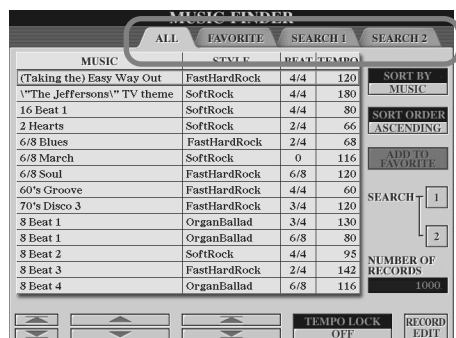 MUSIC FINDER
ALL FAVORITE SEARCH 1 SEARCH 2
MUSIC STYLE BEAT TEMPO
(Taking the) Easy Way Out FastHardRock 4/4 120
\"The Jeffersons\" TV theme SoftRock 4/4 180
16 Beat 1 SoftRock 4/4 80
2 Hearts SoftRock 2/4 66
6/8 Blues FastHardRock 2/4 68
6/8 March SoftRock 0 116
6/8 Soul FastHardRock 6/8 120
60's Groove FastHardRock 4/4 60
70's Disco 3 FastHardRock 3/4 120
8 Beat 1 OrganBallad 3/4 130
8 Beat 1 OrganBallad 6/8 80
8 Beat 2 SoftRock 4/4 95
8 Beat 3 FastHardRock 2/4 142
8 Beat 4 OrganBallad 6/8 116
SORT BY
MUSIC
SORT ORDER
ASCENDING
ADD TO
FAVORITE
SEARCH 1
2
NUMBER OF
RECORDS
1000
TEMPO LOCK
OFF
RECORD
EDIT